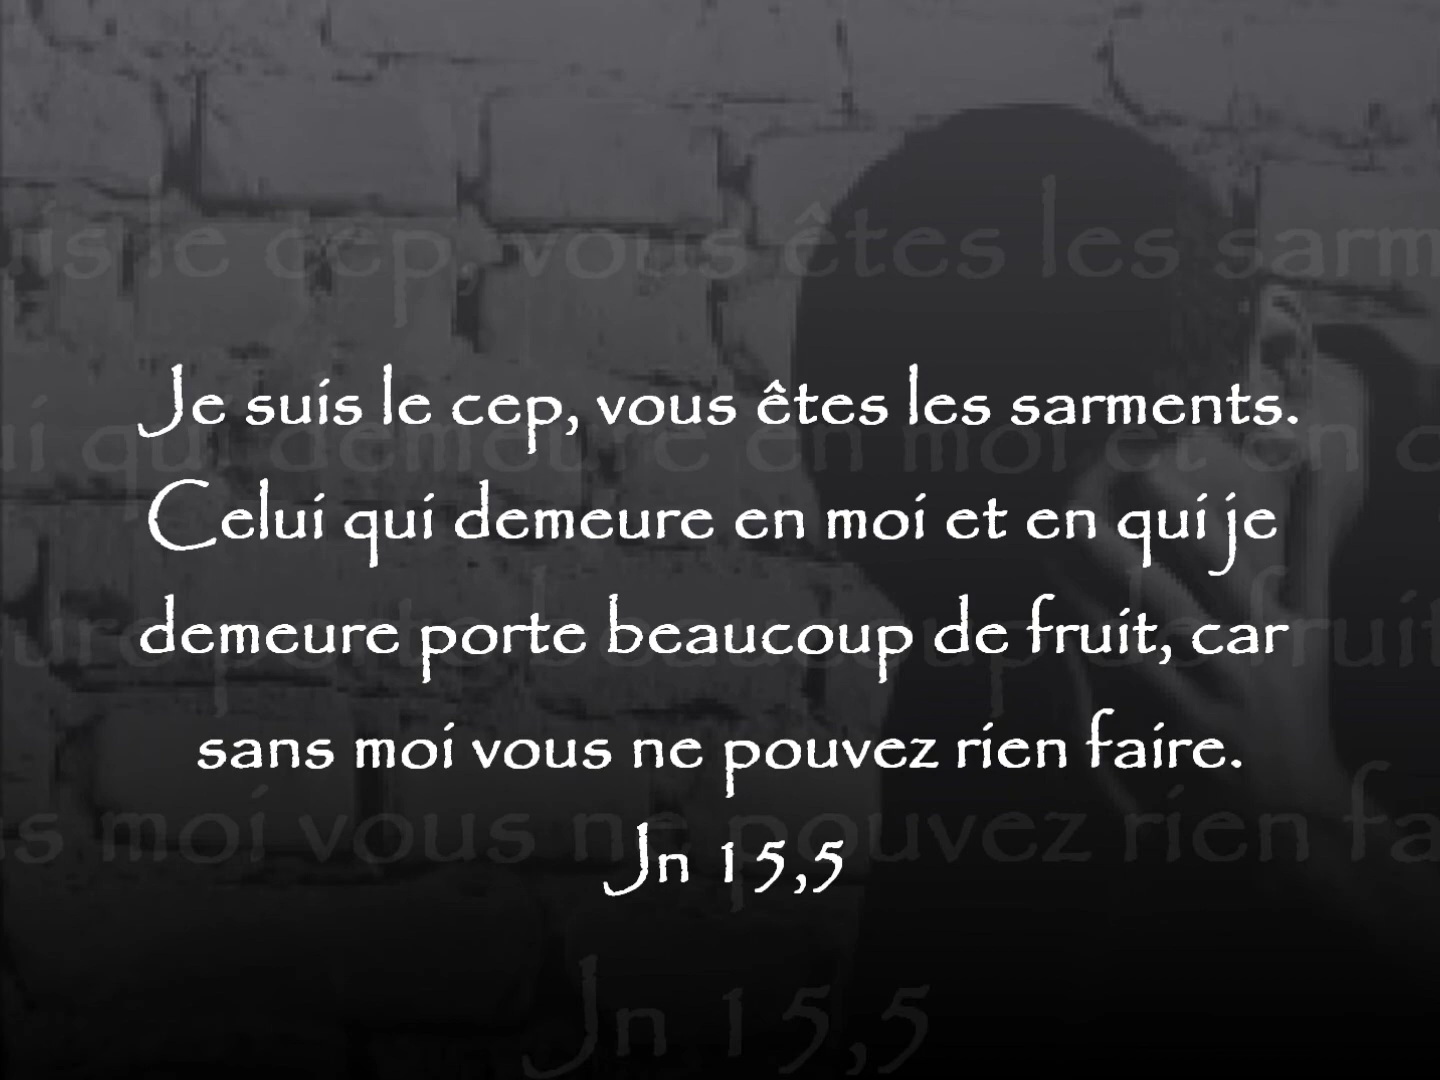 Je suis le cep, vous êtes les sarments.
Celui qui demeure en moi et en qui je
demeure porte beaucoup de fruit, car
sans moi vous ne pouvez rien faire.
Jn 15,5